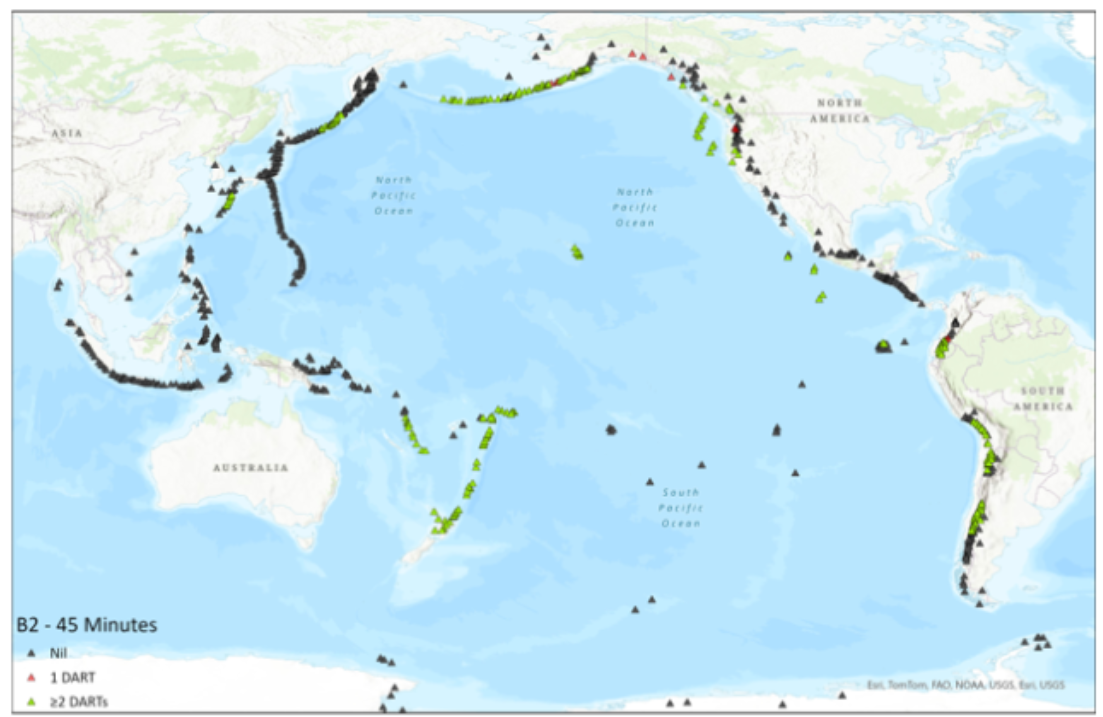 ASIA
NORTH
AMERICA
North
Pacific
Ocean
North
Pacific
Ocean
SOUTH
AMERICA
AUSTRALIA
South
Pacific
Ocean
B2 - 45 Minutes
Nil
1 DART
≥2 DARTs
Esri, TomTom, FAO, NOAA, USGS, Esri, USGS